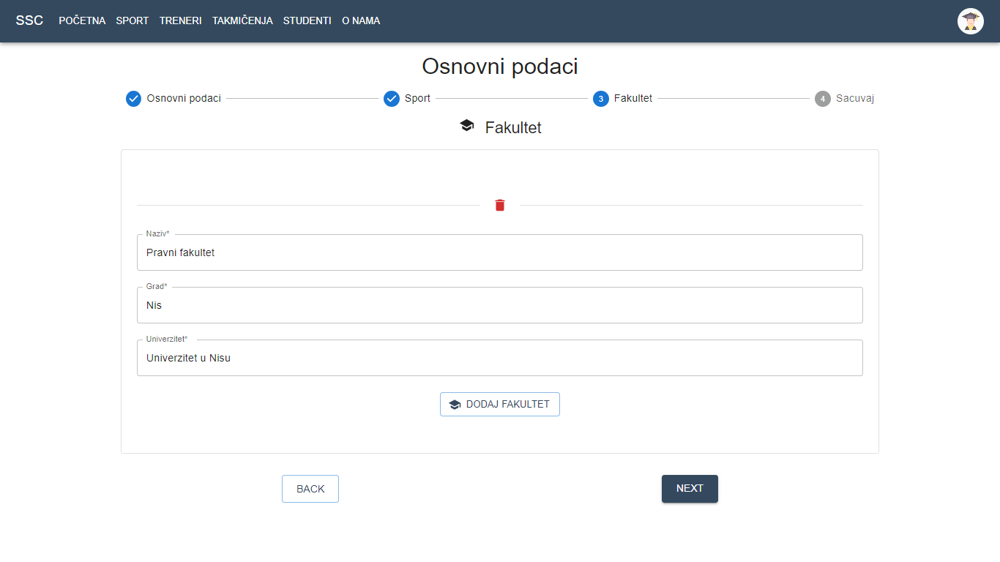 SSC POČETNA SPORT TRENERI TAKMIČENJA STUDENTI O NAMA
Osnovni podaci
Osnovni podaci Sport 3 Fakultet 4 Sacuvaj
Fakultet
Naziv*
Pravni fakultet
Grad*
Nis
Univerzitet*
Univerzitet u Nisu
DODAJ FAKULTET
BACK NEXT